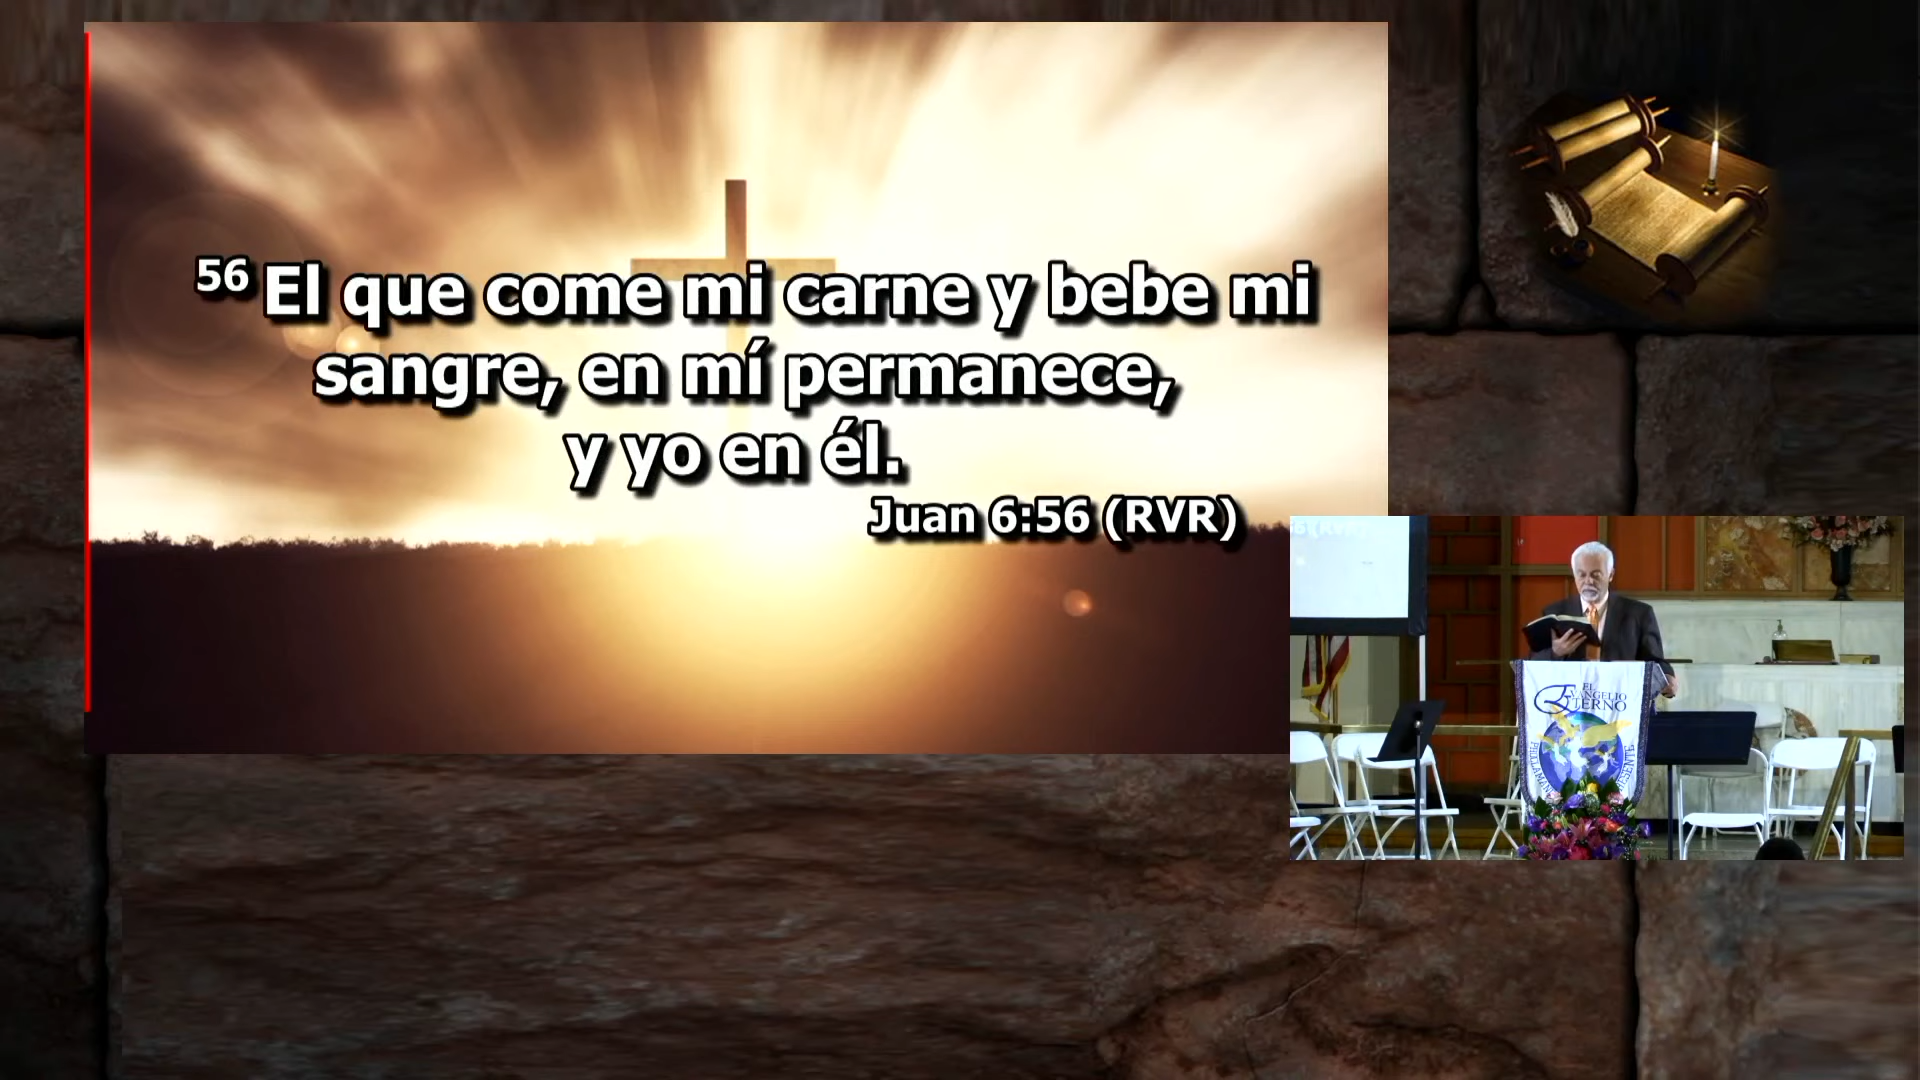 56 El que come mi carne y bebe mi
sangre, en mí permanece,
y yo en él.
Juan 6:56 (RVR)
EL
EVANGELIO
ETERNO